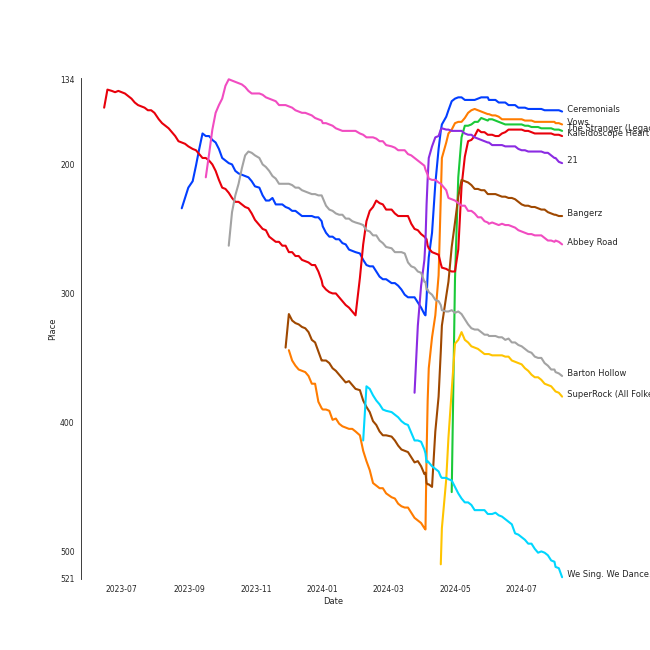 134
200
300
400
500
521
Place
2023-07
2023-09
2023-11
2024-01
2024-03
2024-05
2024-07
Date
Ceremonials
Vows
The Stranger (Lega
Kaleidoscope Heart
21
Bangerz
Abbey Road
Barton Hollow
SuperRock (All Folke
We Sing. We Dance.